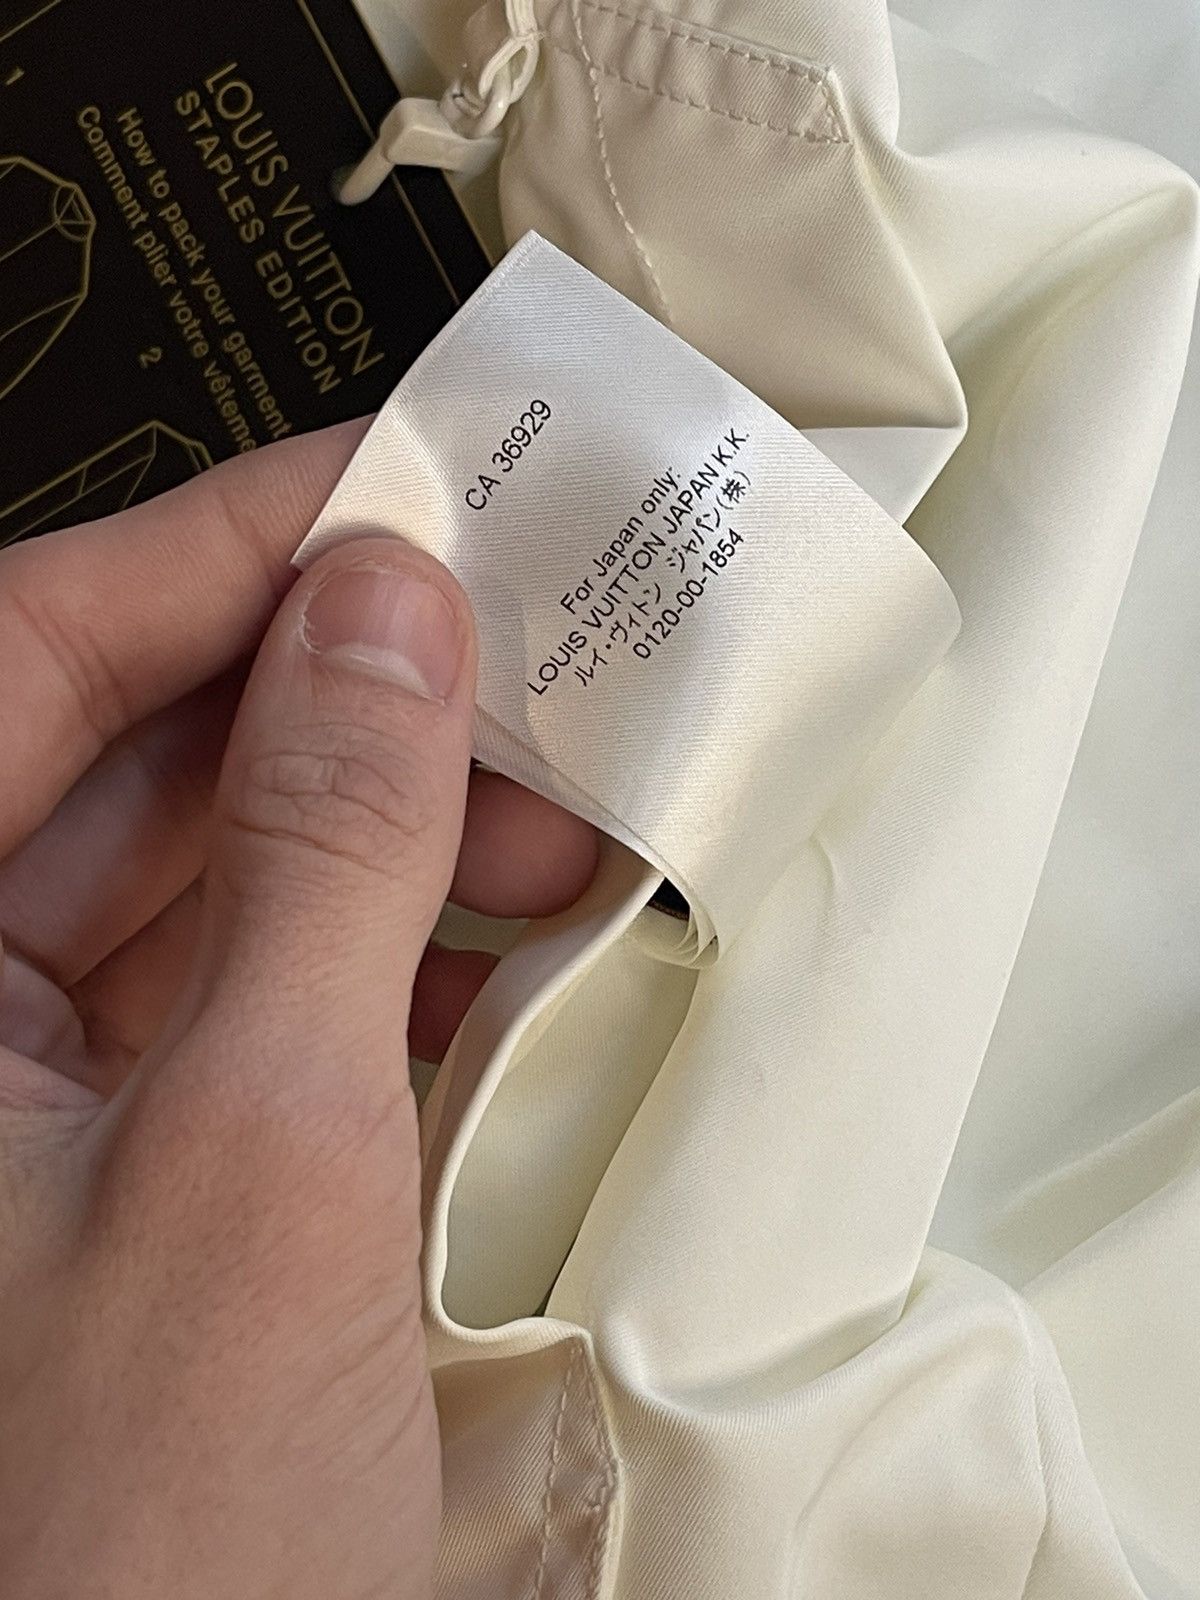 LOUIS VUITTON
STAPLES EDITION
How to pack your garment
Comment plier votre vêteme
1
2
CA 36929
For Japan only:
LOUIS VUITTON JAPAN K.K.
ルイ・ヴィトン ジャパン(株)
0120-00-1854